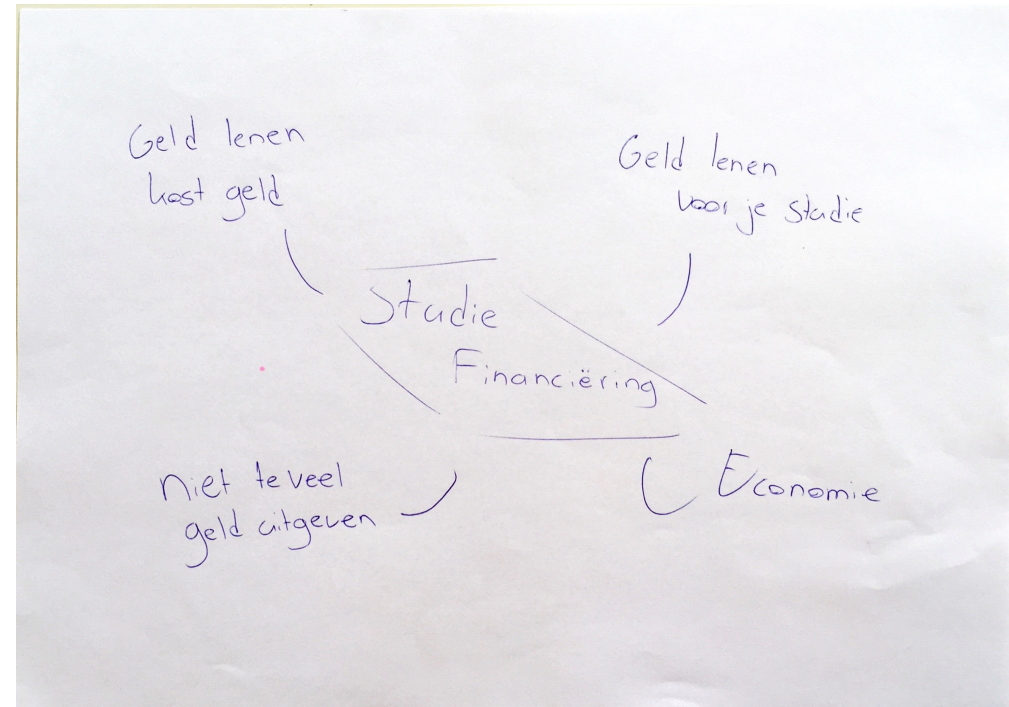 Geld lenen
kost geld
Geld lenen
voor je studie
Studie
Financiëring
niet te veel
geld uitgeven
Economie